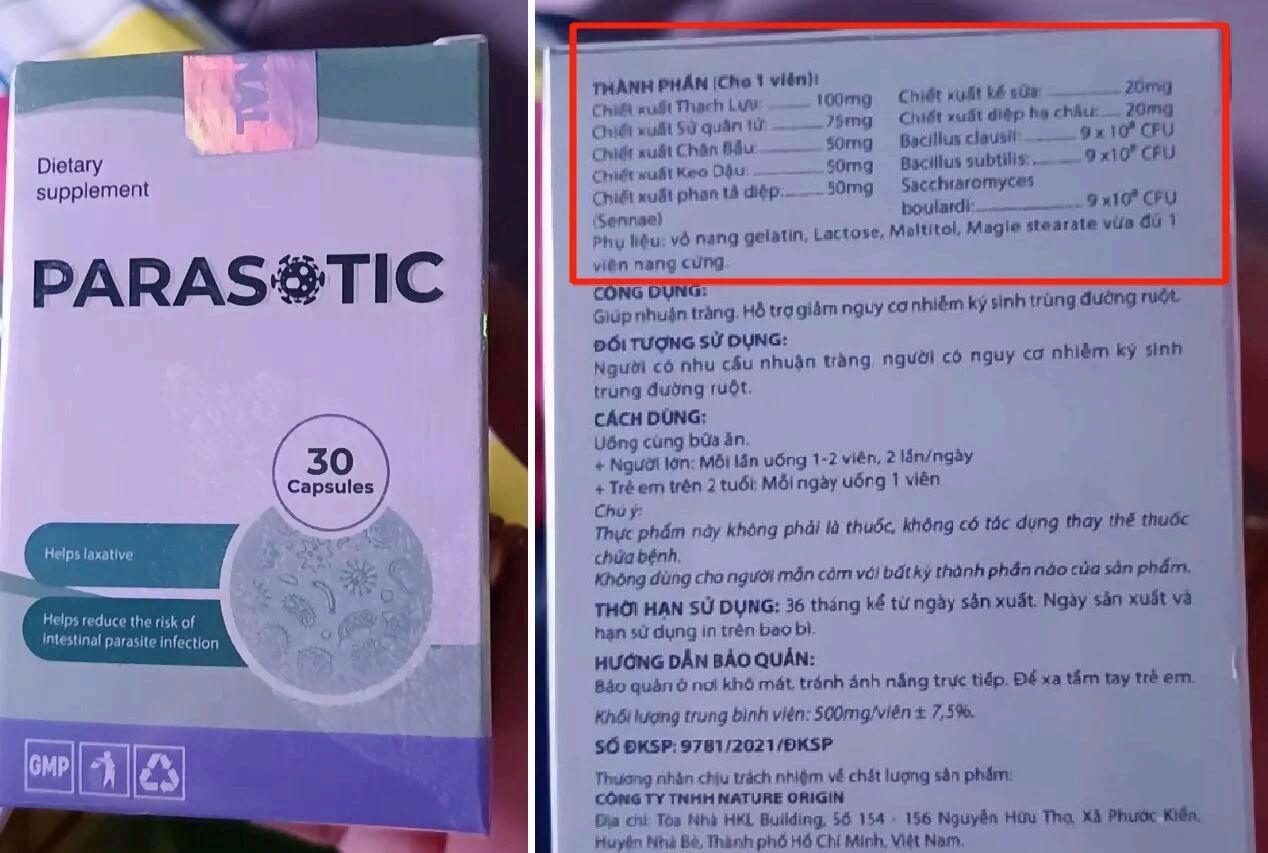 NAL
Dietary
supplement
PARASOTIC
30
Capsules
Helps laxative
Helps reduce the risk of
intestinal parasite infection
GMP
THÀNH PHẦN (Cho 1 viên):
Chiết xuất Thạch Lựu: 100mg
Chiết xuất Sử quân tử: 75mg
Chiết xuất Chân Bầu: 50mg
Chiết xuất Keo Dậu: 50mg
Chiết xuất phan tả diệp: 50mg
(Sennae)
Chiết xuất kế sữa: 20mg
Chiết xuất diệp hạ châu: 20mg
Bacillus clausii: 9 x 10⁸ CFU
Bacillus subtilis: 9 x10⁸ CFU
Sacchraromyces
boulardi: 9 x10⁸ CFU
Phụ liệu: vỏ nang gelatin, Lactose, Maltitol, Magie stearate vừa đủ 1
viên nang cứng.
CÔNG DỤNG:
Giúp nhuận tràng. Hỗ trợ giảm nguy cơ nhiễm ký sinh trùng đường ruột.
ĐỐI TƯỢNG SỬ DỤNG:
Người có nhu cầu nhuận tràng, người có nguy cơ nhiễm ký sinh
trùng đường ruột.
CÁCH DÙNG:
Uống cùng bữa ăn.
+ Người lớn: Mỗi lần uống 1-2 viên, 2 lần/ngày
+ Trẻ em trên 2 tuổi: Mỗi ngày uống 1 viên
Chú ý:
Thực phẩm này không phải là thuốc, không có tác dụng thay thế thuốc
chữa bệnh.
Không dùng cho người mẫn cảm với bất kỳ thành phần nào của sản phẩm.
THỜI HẠN SỬ DỤNG: 36 tháng kể từ ngày sản xuất. Ngày sản xuất và
hạn sử dụng in trên bao bì.
HƯỚNG DẪN BẢO QUẢN:
Bảo quản ở nơi khô mát, tránh ánh nắng trực tiếp. Để xa tầm tay trẻ em.
Khối lượng trung bình viên: 500mg/viên ± 7,5%.
SỐ ĐKSP: 9781/2021/ĐKSP
Thương nhân chịu trách nhiệm về chất lượng sản phẩm:
CÔNG TY TNHH NATURE ORIGIN
Địa chỉ: Tòa Nhà HKL Building, Số 154 - 156 Nguyễn Hữu Thọ, Xã Phước Kiển,
Huyện Nhà Bè, Thành phố Hồ Chí Minh, Việt Nam.